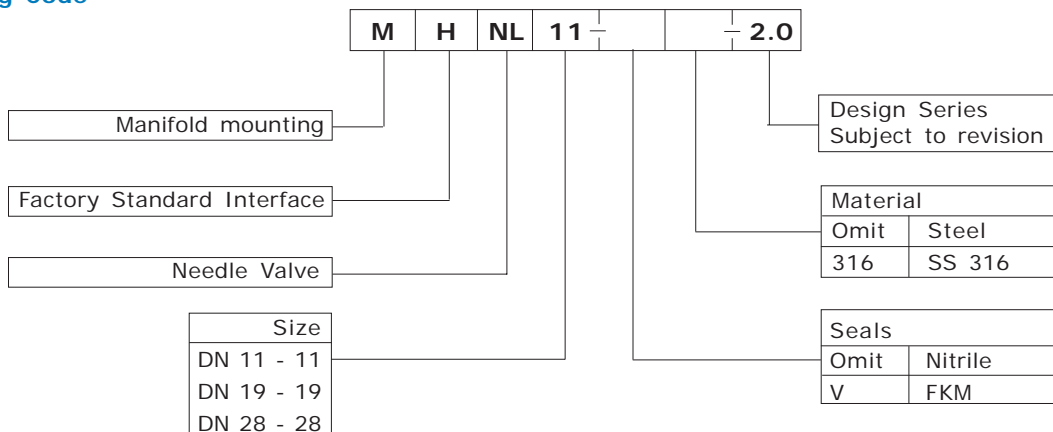 g code
M H NL 11 - - 2.0
Manifold mounting
Factory Standard Interface
Needle Valve
Size
DN 11 - 11
DN 19 - 19
DN 28 - 28
Design Series
Subject to revision
Material
Omit Steel
316 SS 316
Seals
Omit Nitrile
V FKM